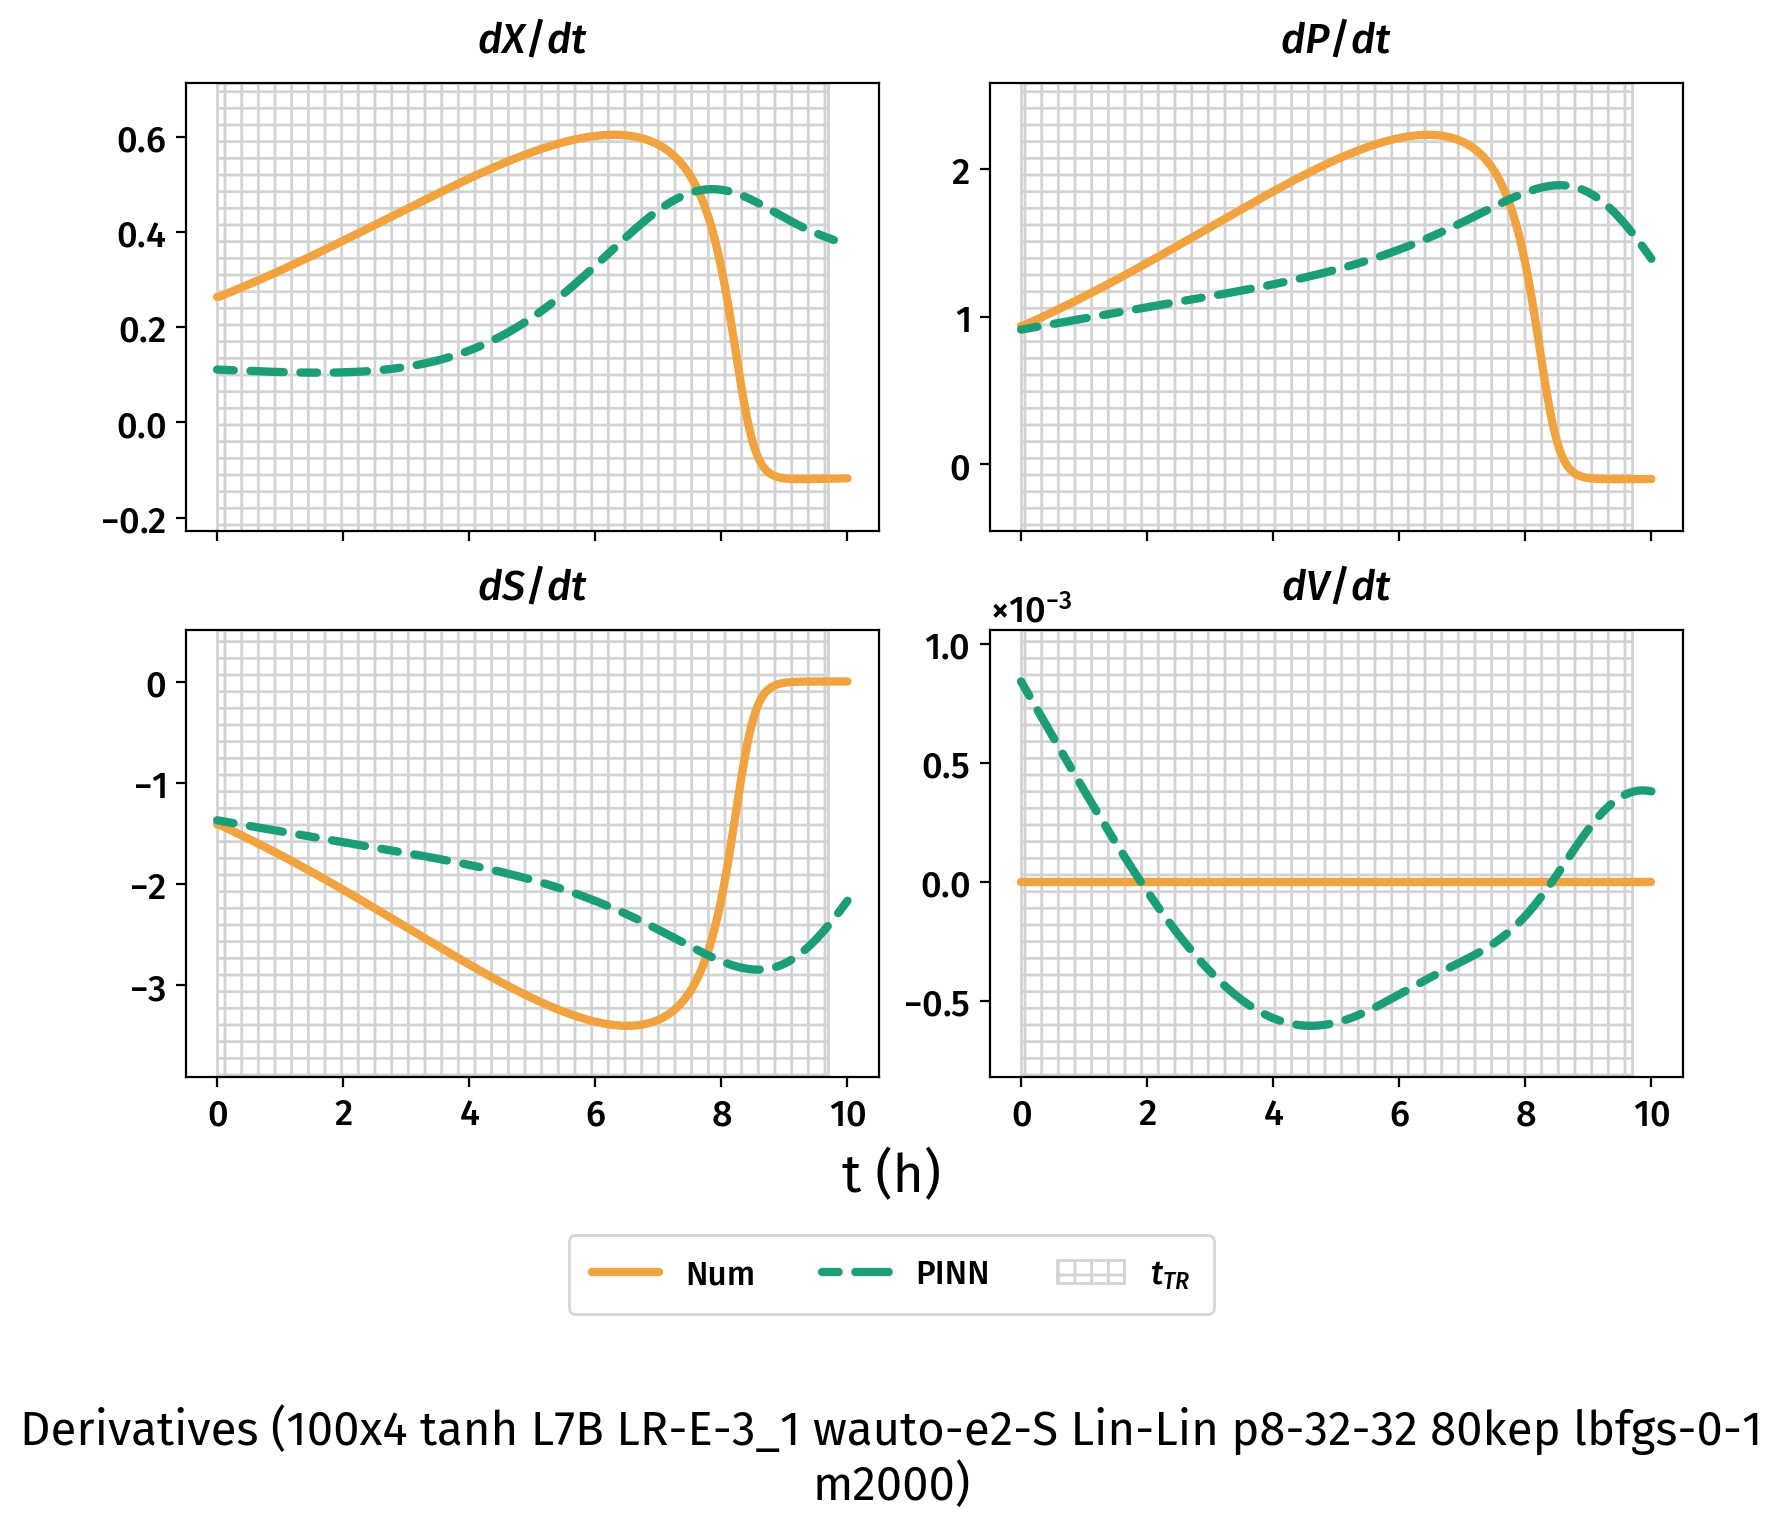 dX/dt
dP/dt
0.6
0.4
0.2
0.0
−0.2
2
1
0
dS/dt
dV/dt
×10⁻³
0
−1
−2
−3
1.0
0.5
0.0
−0.5
0 2 4 6 8 10
0 2 4 6 8 10
t (h)
Num PINN t_TR
Derivatives (100x4 tanh L7B LR-E-3_1 wauto-e2-S Lin-Lin p8-32-32 80kep lbfgs-0-1
m2000)